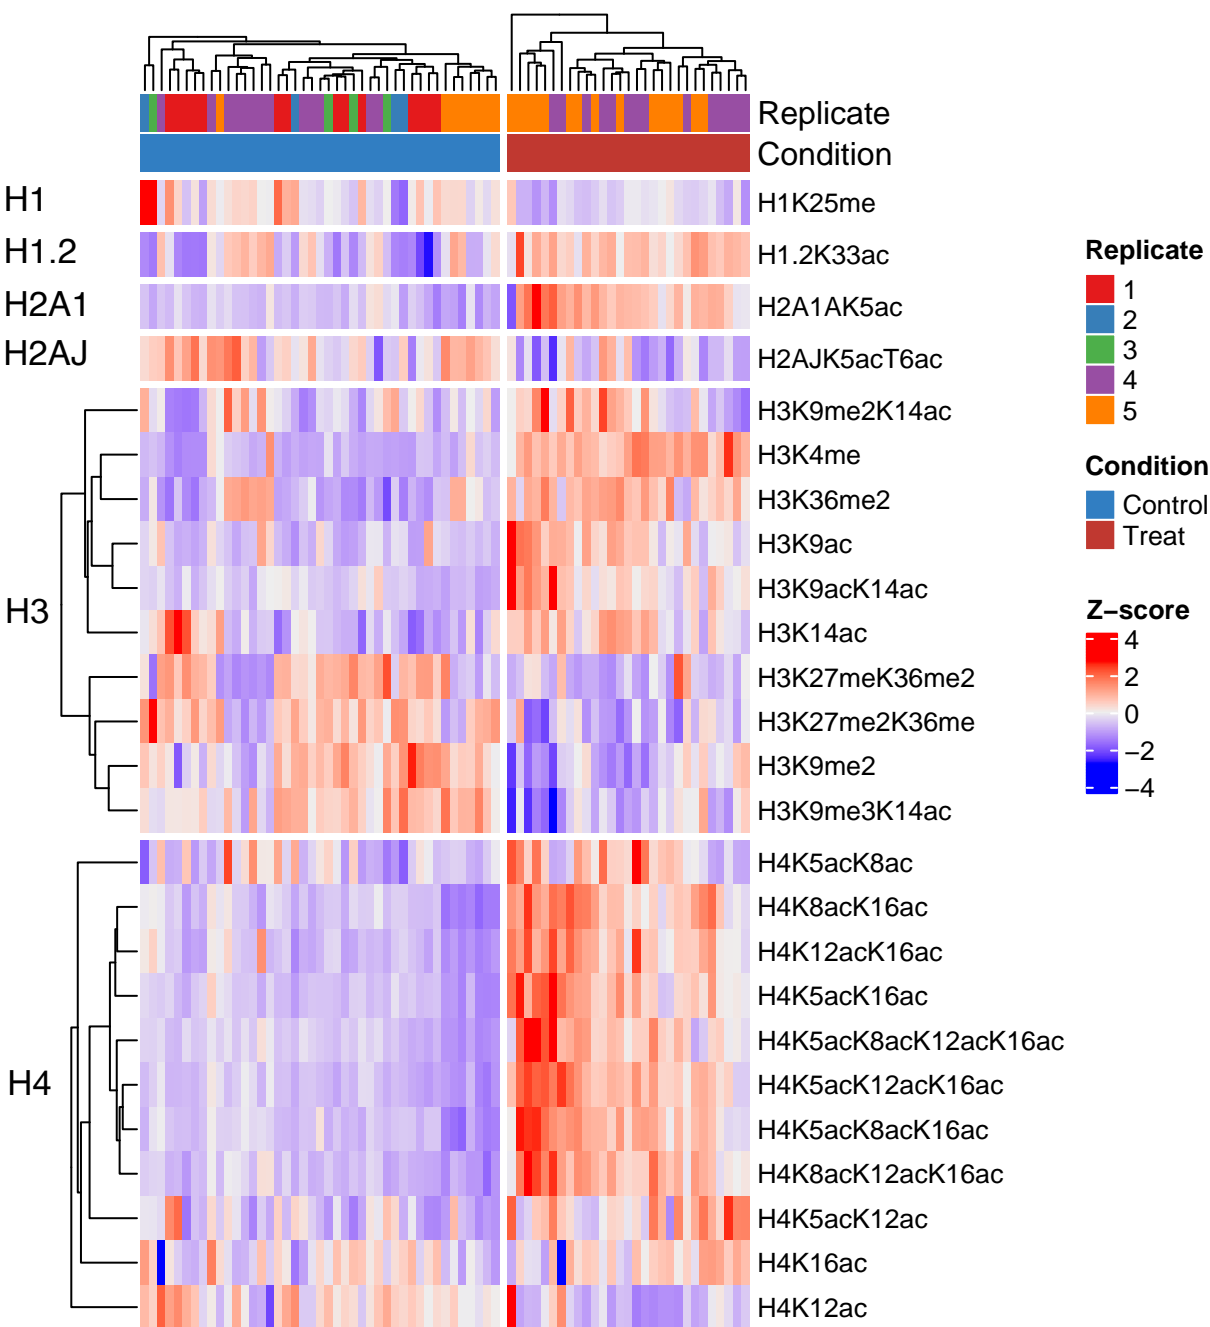 Replicate
Condition
H1
H1K25me
H1.2
H1.2K33ac
H2A1
H2A1AK5ac
H2AJ
H2AJK5acT6ac
H3
H3K9me2K14ac
H3K4me
H3K36me2
H3K9ac
H3K9acK14ac
H3K14ac
H3K27meK36me2
H3K27me2K36me
H3K9me2
H3K9me3K14ac
H4
H4K5acK8ac
H4K8acK16ac
H4K12acK16ac
H4K5acK16ac
H4K5acK8acK12acK16ac
H4K5acK12acK16ac
H4K5acK8acK16ac
H4K8acK12acK16ac
H4K5acK12ac
H4K16ac
H4K12ac
Replicate
1
2
3
4
5
Condition
Control
Treat
Z−score
4
2
0
−2
−4